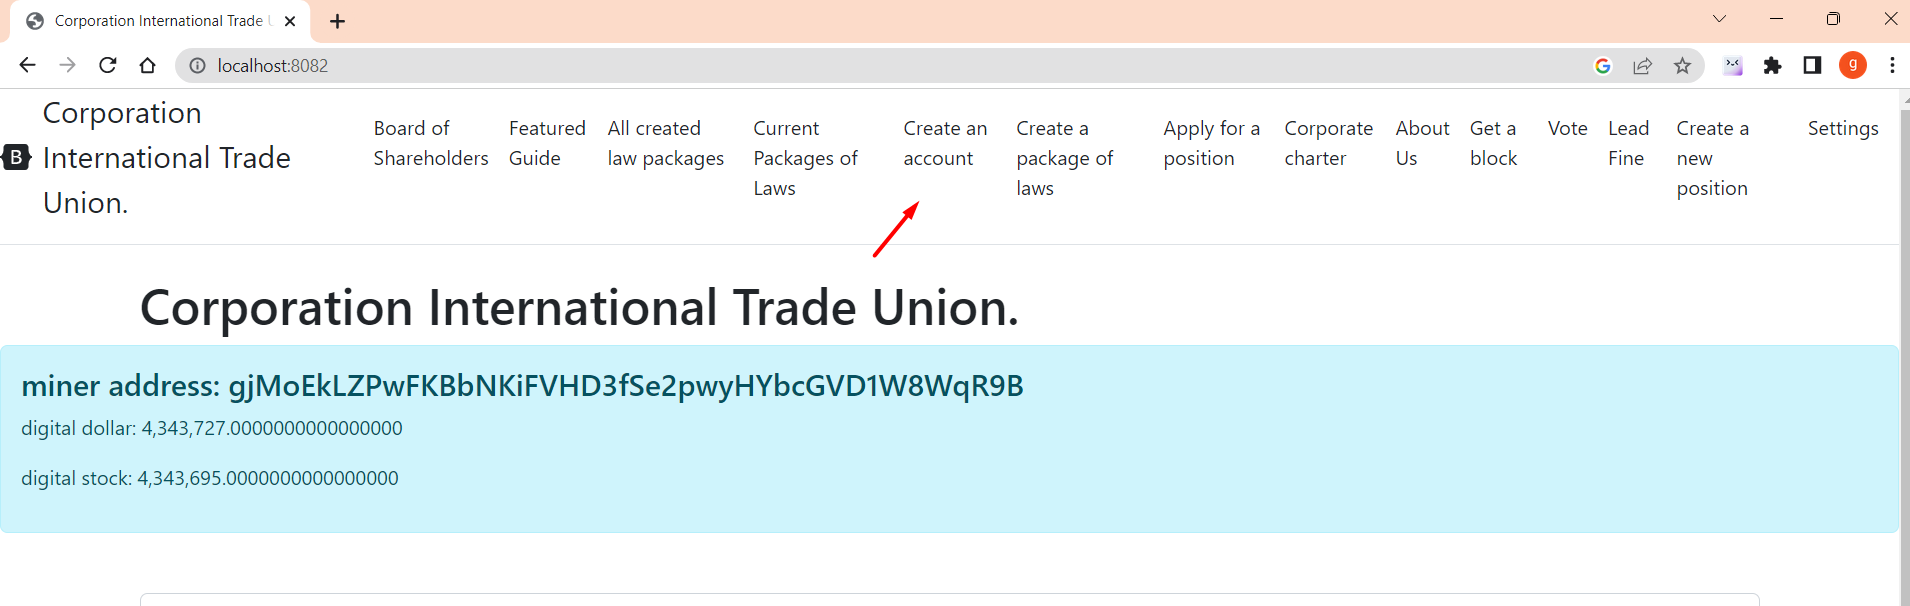 Corporation International Trade
localhost:8082
g
B
Corporation
International Trade
Union.
Board of
Shareholders
Featured
Guide
All created
law packages
Current
Packages of
Laws
Create an
account
Create a
package of
laws
Apply for a
position
Corporate
charter
About
Us
Get a
block
Vote
Lead
Fine
Create a
new
position
Settings
Corporation International Trade Union.
miner address: gjMoEkLZPwFKBbNKiFVHD3fSe2pwyHYbcGVD1W8WqR9B
digital dollar: 4,343,727.0000000000000000
digital stock: 4,343,695.0000000000000000